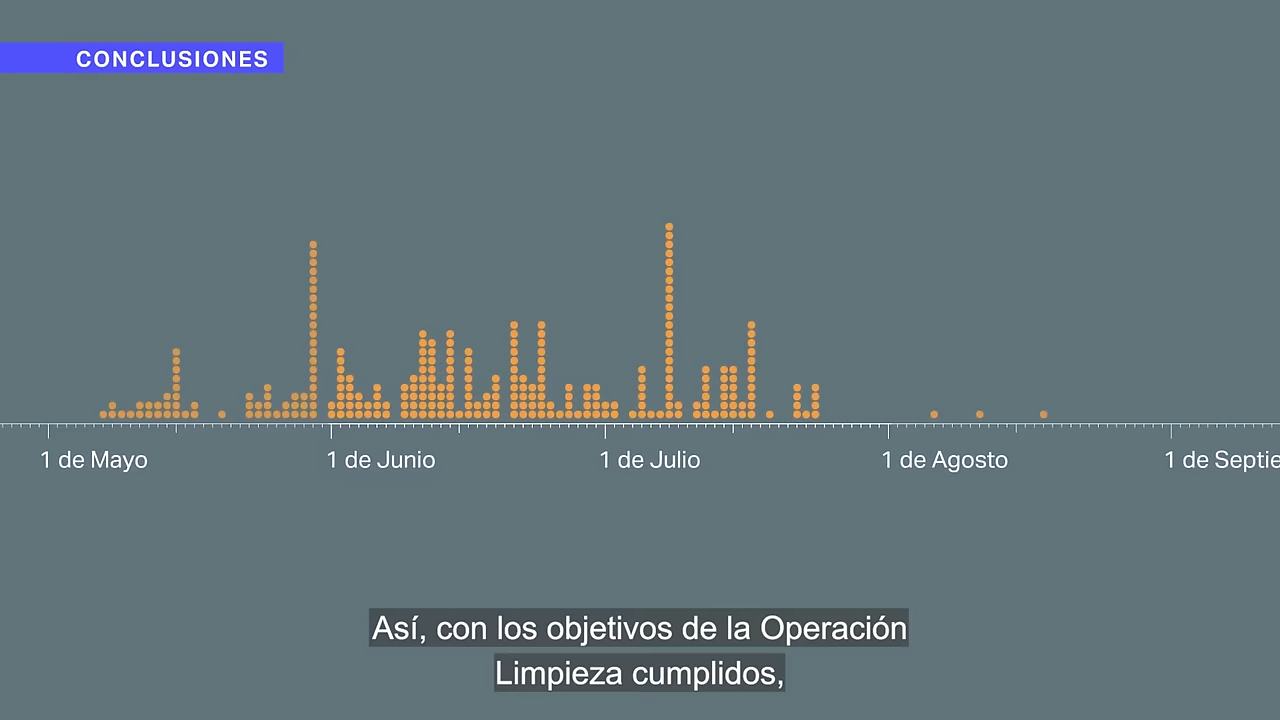 CONCLUSIONES
1 de Mayo
1 de Junio
1 de Julio
1 de Agosto
1 de Septie
Así, con los objetivos de la Operación
Limpieza cumplidos,